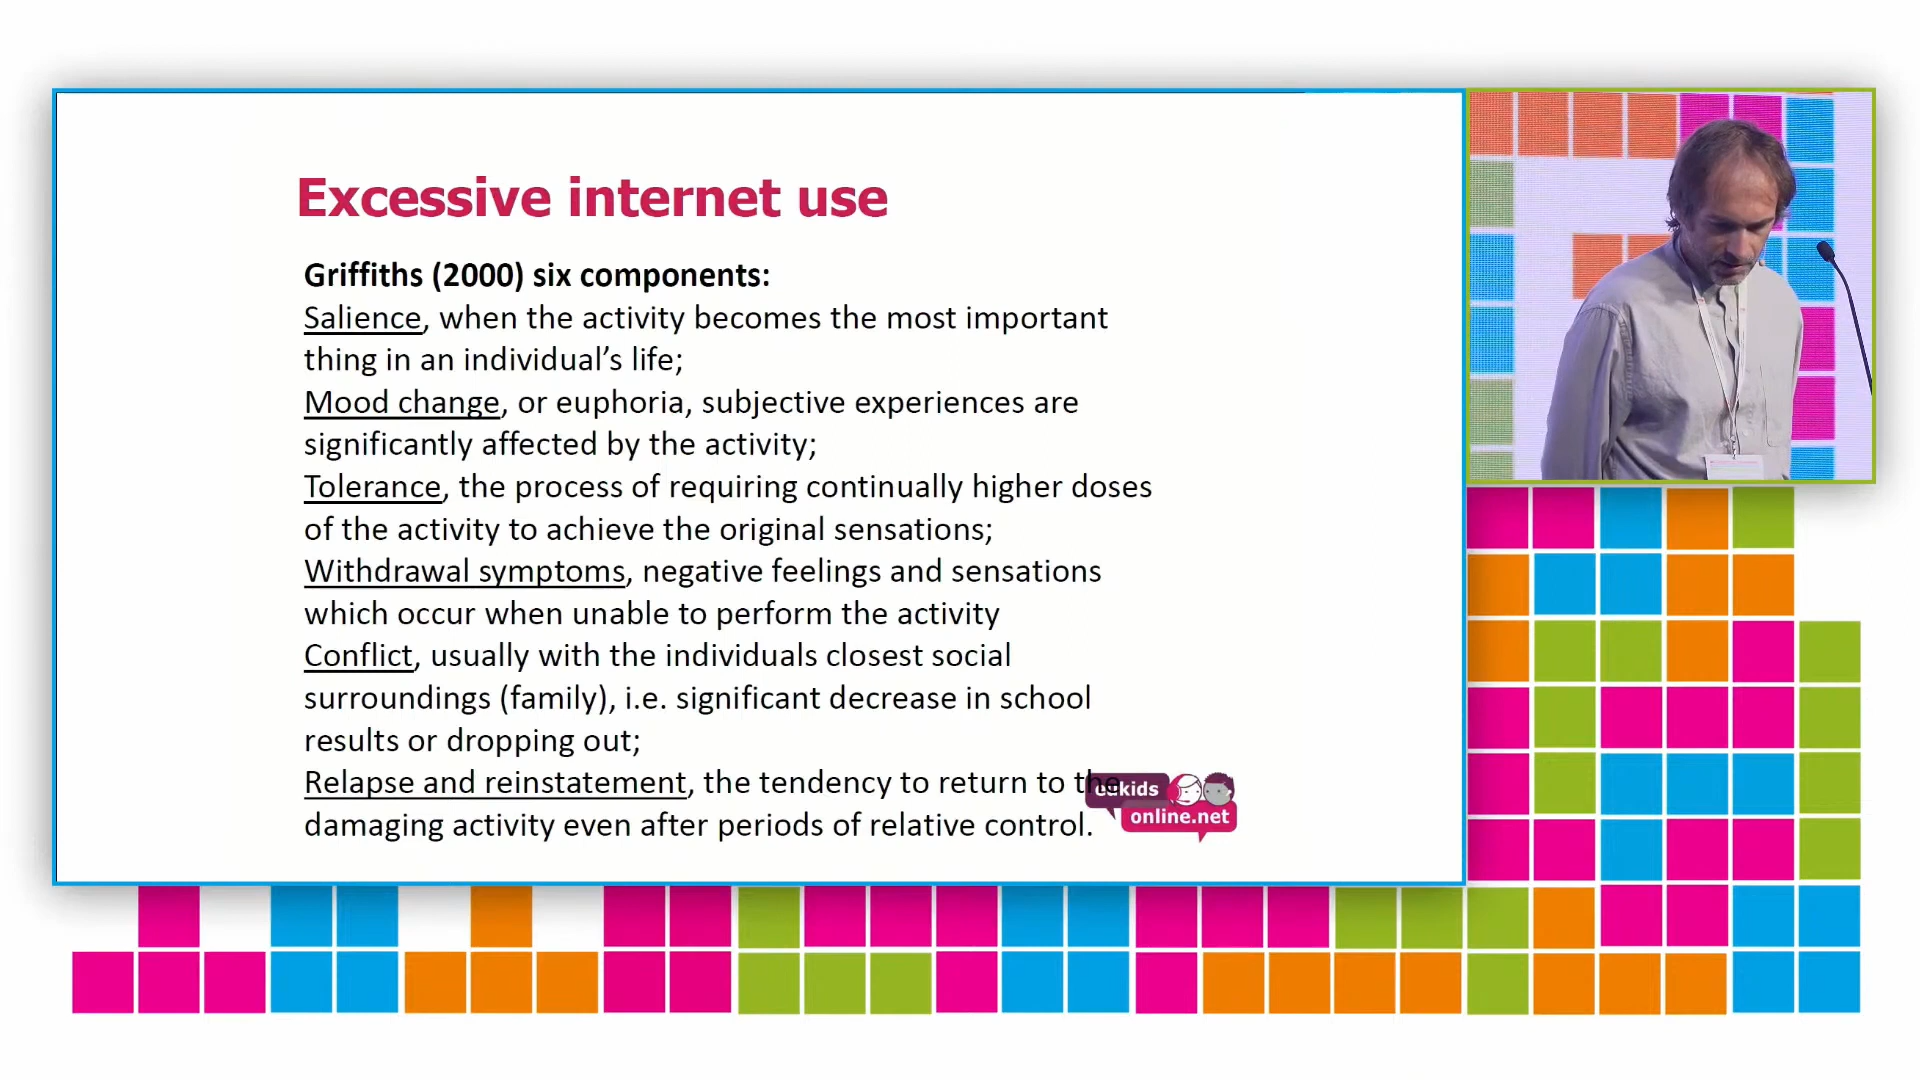 Excessive internet use
Griffiths (2000) six components:
Salience, when the activity becomes the most important
thing in an individual’s life;
Mood change, or euphoria, subjective experiences are
significantly affected by the activity;
Tolerance, the process of requiring continually higher doses
of the activity to achieve the original sensations;
Withdrawal symptoms, negative feelings and sensations
which occur when unable to perform the activity
Conflict, usually with the individuals closest social
surroundings (family), i.e. significant decrease in school
results or dropping out;
Relapse and reinstatement, the tendency to return to the
damaging activity even after periods of relative control.
eukids
online.net